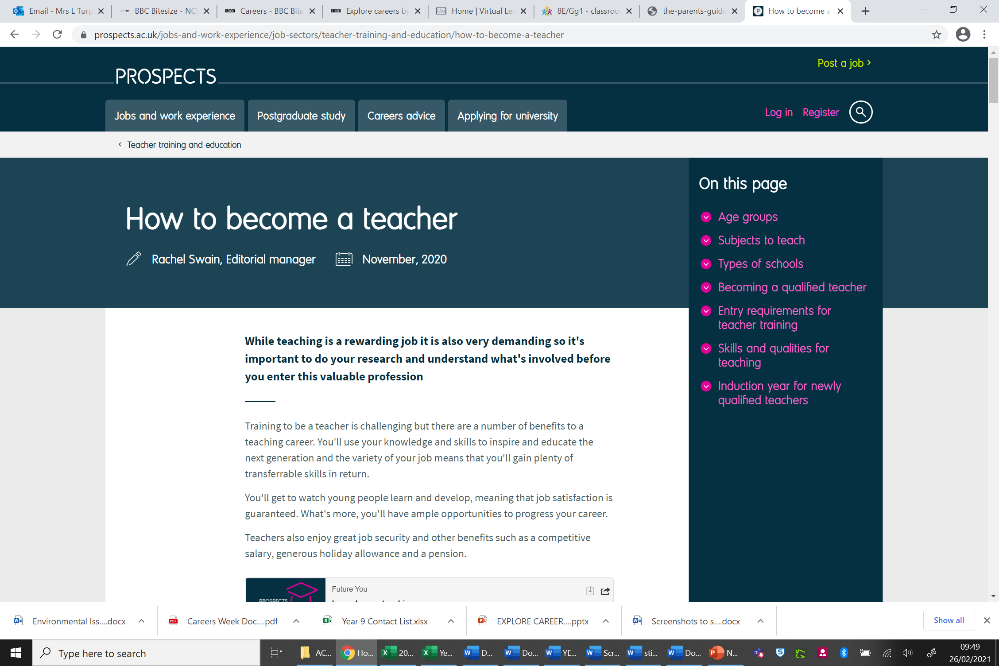 Email - Mrs L Turp
BBC Bitesize - NC
Careers - BBC Bite
Explore careers by
Home | Virtual Lea
8E/Gg1 - classroo
the-parents-guide
How to become a
prospects.ac.uk/jobs-and-work-experience/job-sectors/teacher-training-and-education/how-to-become-a-teacher
Post a job >
PROSPECTS
Jobs and work experience
Postgraduate study
Careers advice
Applying for university
Log in
Register
< Teacher training and education
How to become a teacher
Rachel Swain, Editorial manager
November, 2020
On this page
Age groups
Subjects to teach
Types of schools
Becoming a qualified teacher
Entry requirements for
teacher training
Skills and qualities for
teaching
Induction year for newly
qualified teachers
While teaching is a rewarding job it is also very demanding so it's
important to do your research and understand what's involved before
you enter this valuable profession
Training to be a teacher is challenging but there are a number of benefits to a
teaching career. You'll use your knowledge and skills to inspire and educate the
next generation and the variety of your job means that you'll gain plenty of
transferrable skills in return.
You'll get to watch young people learn and develop, meaning that job satisfaction is
guaranteed. What's more, you'll have ample opportunities to progress your career.
Teachers also enjoy great job security and other benefits such as a competitive
salary, generous holiday allowance and a pension.
PROSPECTS
Future You
Environmental Iss....docx
Careers Week Doc....pdf
Year 9 Contact List.xlsx
EXPLORE CAREER....pptx
Screenshots to s....docx
Show all
Type here to search
AC...
Ho...
20...
Ye...
D...
Do...
YE...
Scr...
sti...
Do...
N...
09:49
26/02/2021